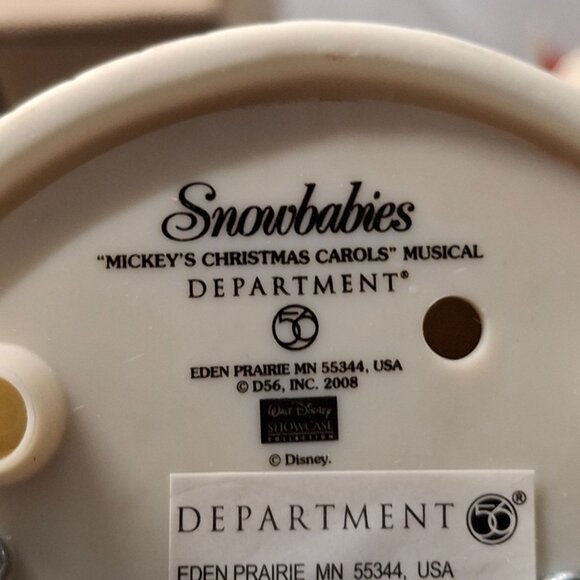 Snowbabies
"MICKEY'S CHRISTMAS CAROLS" MUSICAL
DEPARTMENT®
56
EDEN PRAIRIE MN 55344, USA
© D56, INC. 2008
Walt Disney
SHOWCASE
COLLECTION
© Disney.
DEPARTMENT 56®
EDEN PRAIRIE MN 55344, USA